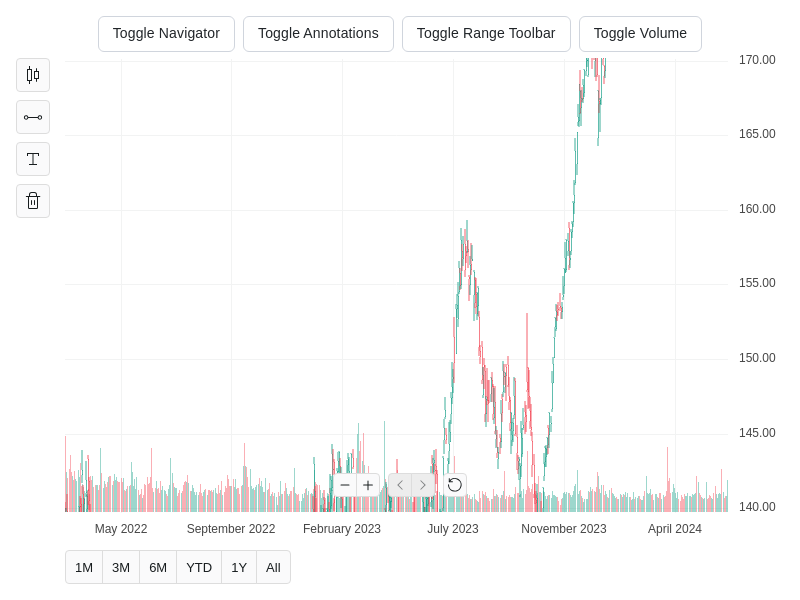 Toggle Navigator Toggle Annotations Toggle Range Toolbar Toggle Volume
170.00
165.00
160.00
155.00
150.00
145.00
140.00
May 2022 September 2022 February 2023 July 2023 November 2023 April 2024
1M 3M 6M YTD 1Y All